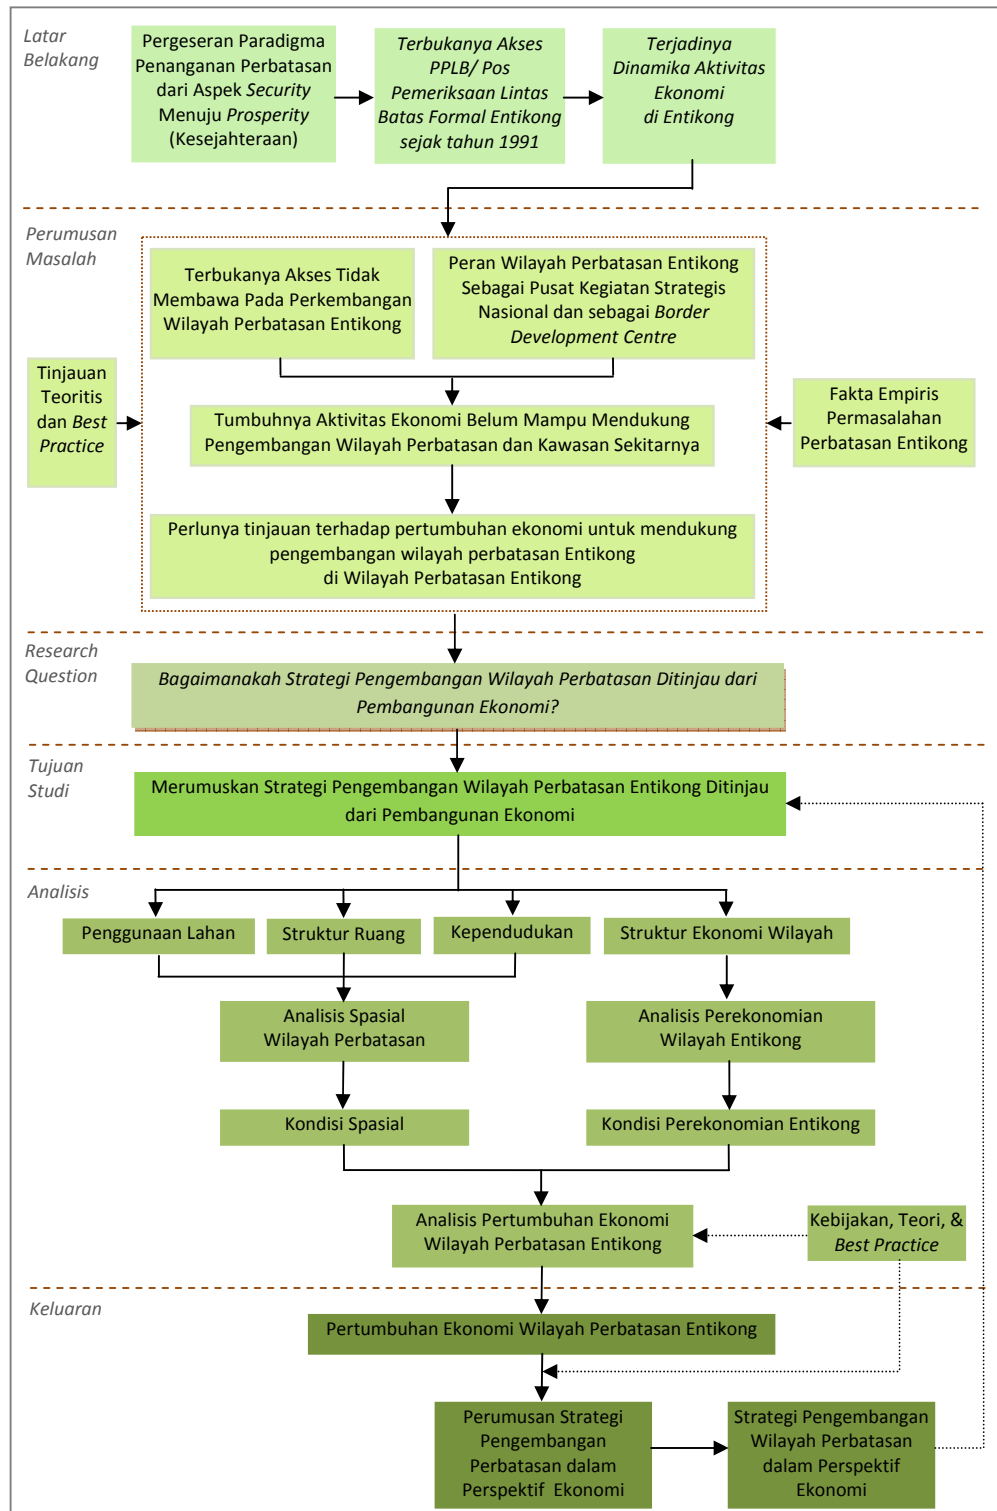 Latar
Belakang
Pergeseran Paradigma
Penanganan Perbatasan
dari Aspek Security
Menuju Prosperity
(Kesejahteraan)
Terbukanya Akses
PPLB/ Pos
Pemeriksaan Lintas
Batas Formal Entikong
sejak tahun 1991
Terjadinya
Dinamika Aktivitas
Ekonomi
di Entikong
Perumusan
Masalah
Terbukanya Akses Tidak
Membawa Pada Perkembangan
Wilayah Perbatasan Entikong
Peran Wilayah Perbatasan Entikong
Sebagai Pusat Kegiatan Strategis
Nasional dan sebagai Border
Development Centre
Tinjauan
Teoritis
dan Best
Practice
Tumbuhnya Aktivitas Ekonomi Belum Mampu Mendukung
Pengembangan Wilayah Perbatasan dan Kawasan Sekitarnya
Fakta Empiris
Permasalahan
Perbatasan Entikong
Perlunya tinjauan terhadap pertumbuhan ekonomi untuk mendukung
pengembangan wilayah perbatasan Entikong
di Wilayah Perbatasan Entikong
Research
Question
Bagaimanakah Strategi Pengembangan Wilayah Perbatasan Ditinjau dari
Pembangunan Ekonomi?
Tujuan
Studi
Merumuskan Strategi Pengembangan Wilayah Perbatasan Entikong Ditinjau
dari Pembangunan Ekonomi
Analisis
Penggunaan Lahan
Struktur Ruang
Kependudukan
Struktur Ekonomi Wilayah
Analisis Spasial
Wilayah Perbatasan
Analisis Perekonomian
Wilayah Entikong
Kondisi Spasial
Kondisi Perekonomian Entikong
Analisis Pertumbuhan Ekonomi
Wilayah Perbatasan Entikong
Kebijakan, Teori, &
Best Practice
Keluaran
Pertumbuhan Ekonomi Wilayah Perbatasan Entikong
Perumusan Strategi
Pengembangan
Perbatasan dalam
Perspektif Ekonomi
Strategi Pengembangan
Wilayah Perbatasan
dalam Perspektif
Ekonomi